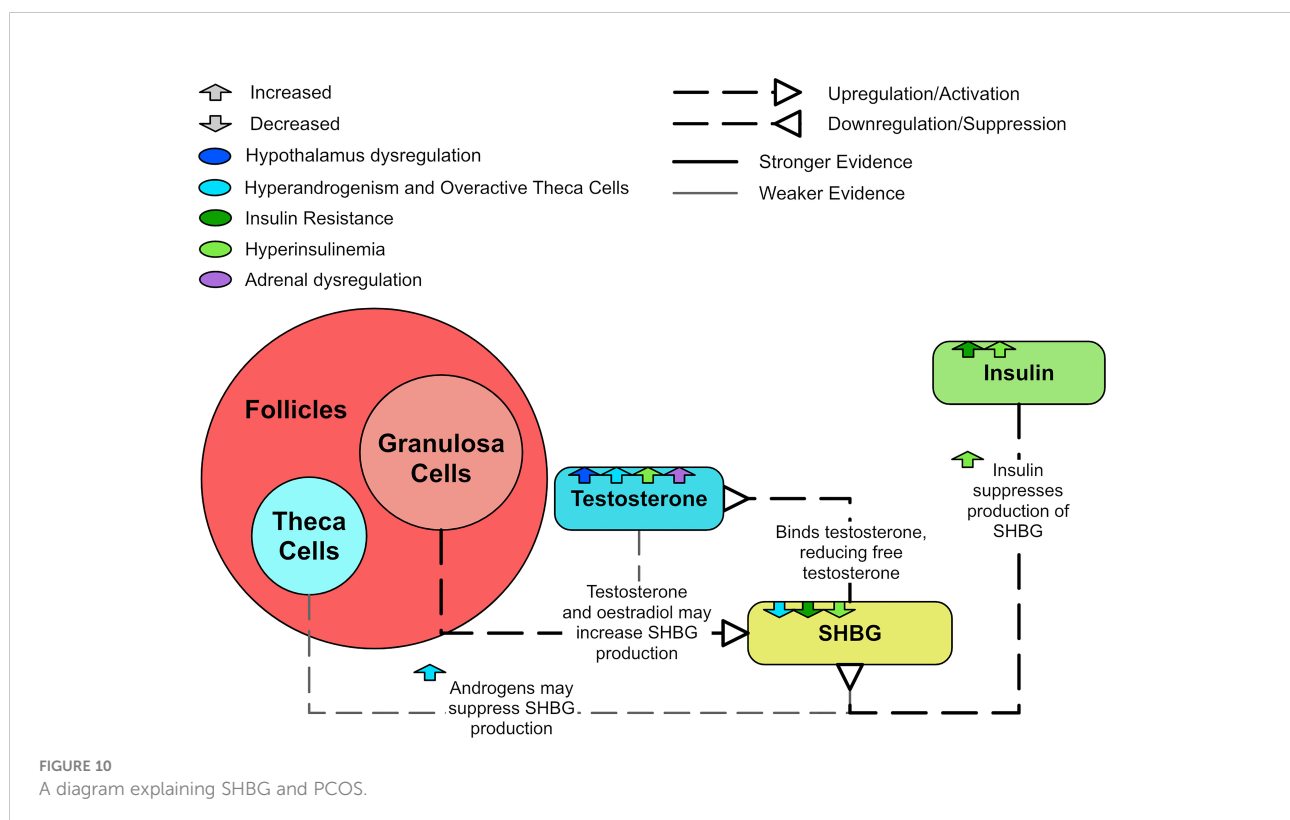 Increased
Decreased
Hypothalamus dysregulation
Hyperandrogenism and Overactive Theca Cells
Insulin Resistance
Hyperinsulinemia
Adrenal dysregulation
Upregulation/Activation
Downregulation/Suppression
Stronger Evidence
Weaker Evidence
Follicles
Granulosa
Cells
Theca
Cells
Testosterone
Insulin
Insulin
suppresses
production of
SHBG
Binds testosterone,
reducing free
testosterone
Testosterone
and oestradiol may
increase SHBG
production
SHBG
Androgens may
suppress SHBG
production
FIGURE 10
A diagram explaining SHBG and PCOS.